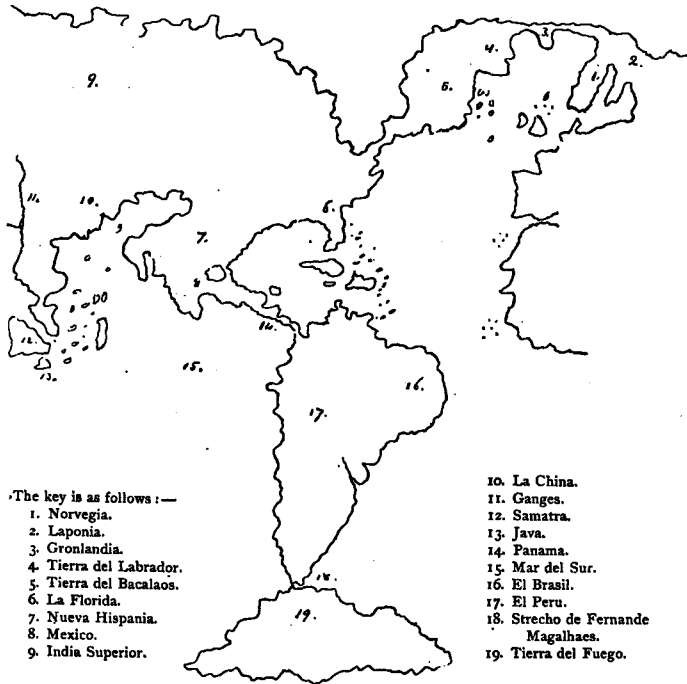 9.
4.
3.
2.
1.
5.
6
11.
10.
6.
7.
8
14.
12.
13.
15.
16.
17.
18.
19.
The key is as follows:—
1. Norvegia.
2. Laponia.
3. Gronlandia.
4. Tierra del Labrador.
5. Tierra del Bacalaos.
6. La Florida.
7. Nueva Hispania.
8. Mexico.
9. India Superior.
10. La China.
11. Ganges.
12. Samatra.
13. Java.
14. Panama.
15. Mar del Sur.
16. El Brasil.
17. El Peru.
18. Strecho de Fernande
Magalhaes.
19. Tierra del Fuego.